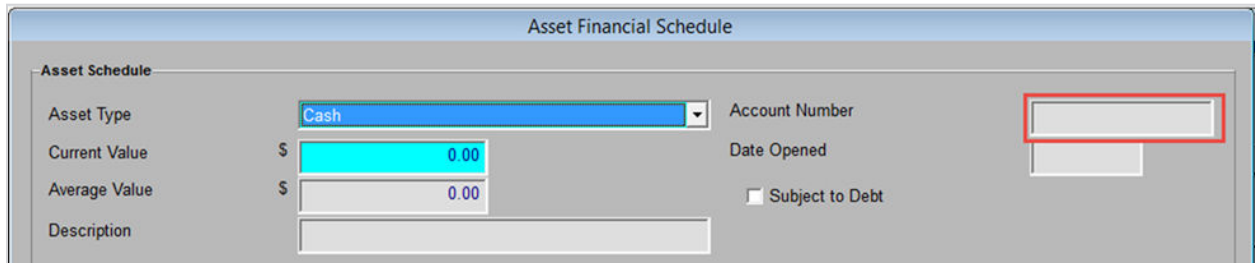 Asset Financial Schedule
Asset Schedule
Asset Type Cash Account Number
Current Value $ 0.00 Date Opened
Average Value $ 0.00 Subject to Debt
Description